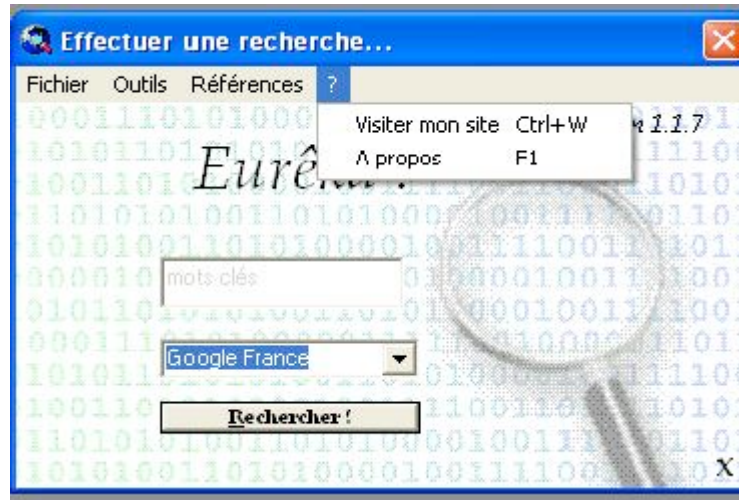 Effectuer une recherche...
Fichier Outils Références ?
Visiter mon site Ctrl+W
A propos F1
1.1.7
Eurêka !
mots clés
Google France
Rechercher !
X